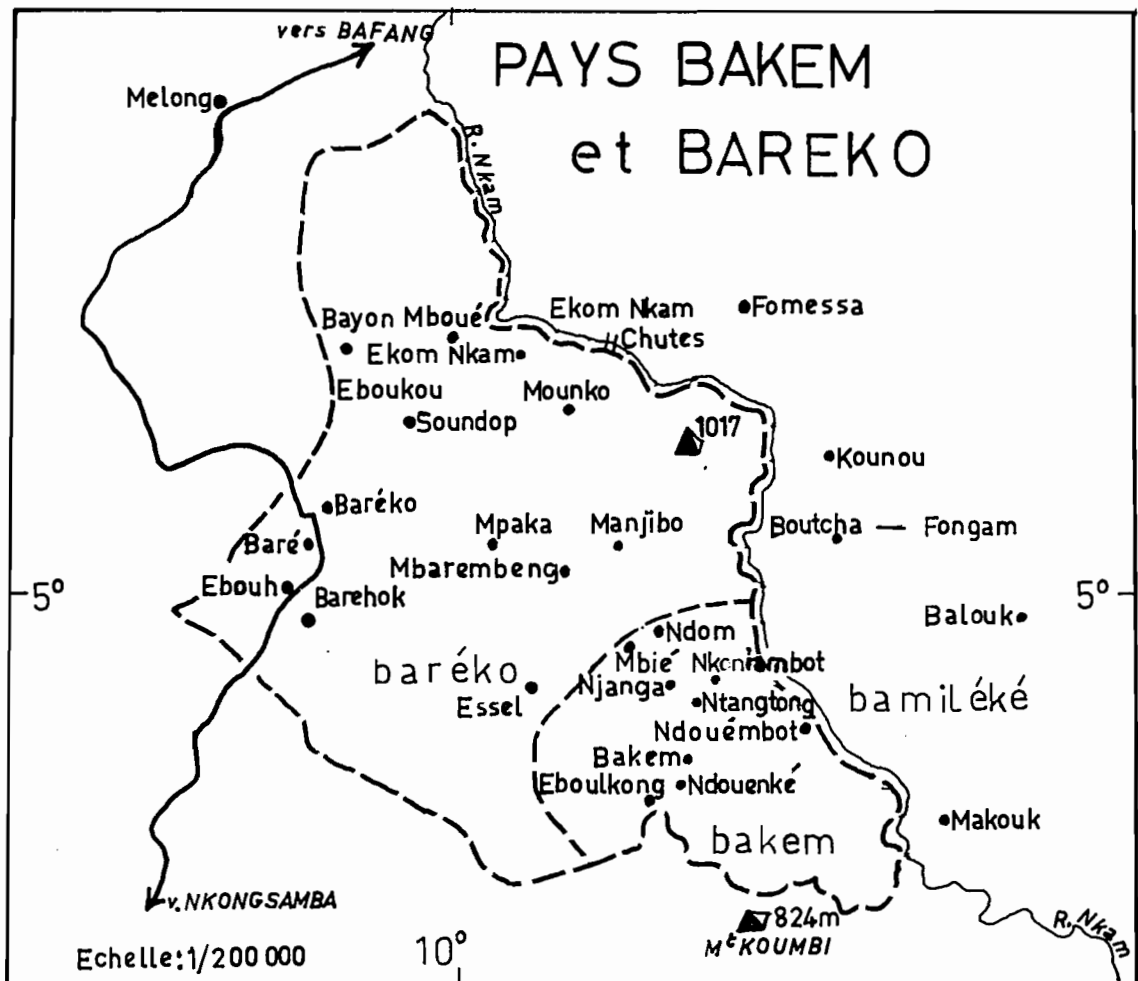 vers BAFANG
PAYS BAKEM
et BAREKO
Melong
R. Nkam
Ekom Nkam
Fomessa
Bayon Mboué
Chutes
Ekom Nkam
Eboukou
Mounko
Soundop
1017
Kounou
Baréko
Mpaka
Manjibo
Boutcha — Fongam
Baré
Mbarembeng
5°
Ebouh
Barehok
5°
Balouk
Ndom
baréko
Mbié
Nkoniambot
Njanga
bamiléké
Essel
Ntangtong
Ndouémbot
Bakem
Eboulkong
Ndouenké
Makouk
bakem
v. NKONGSAMBA
824m
Mt KOUMBI
R. Nkam
Echelle: 1/200 000
10°